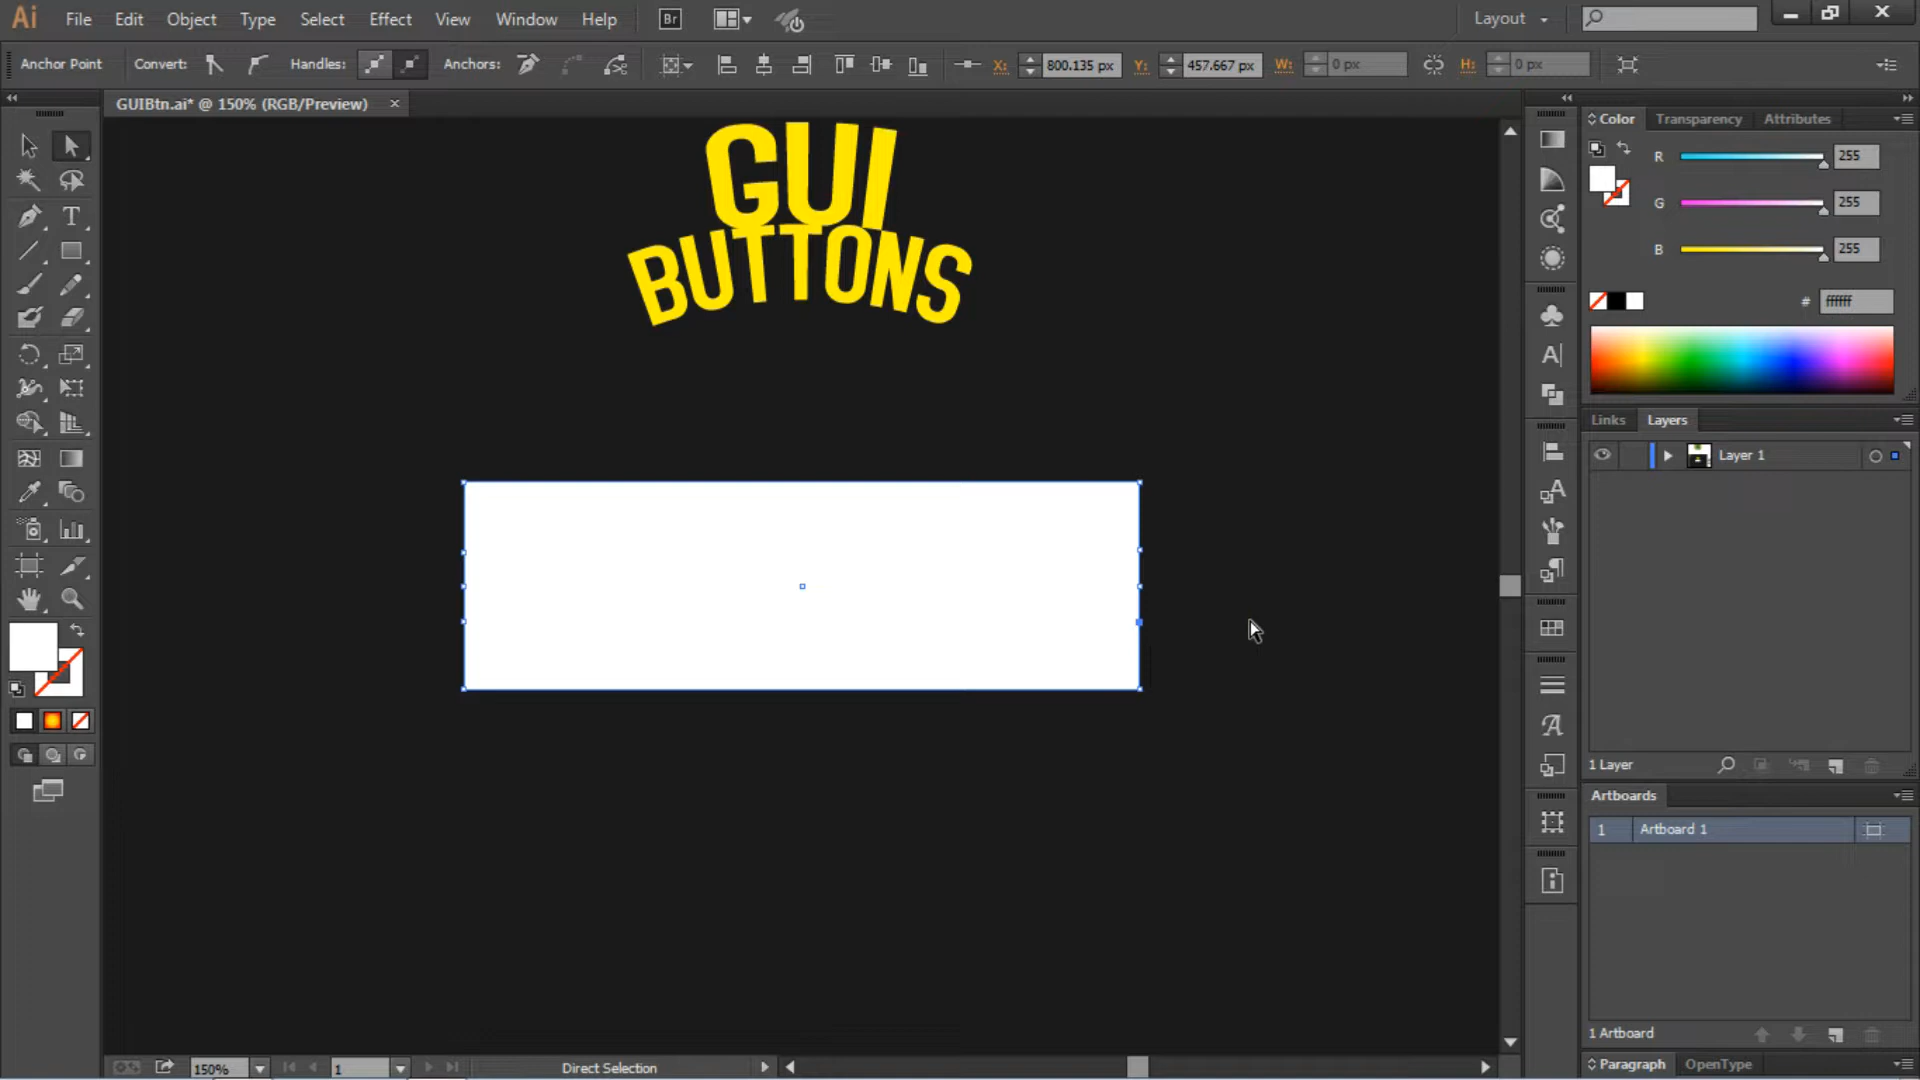 Ai File Edit Object Type Select Effect View Window Help Br Layout
Anchor Point Convert: Handles: Anchors: X: 800.135 px Y: 457.667 px W: 0 px H: 0 px
GUIBtn.ai* @ 150% (RGB/Preview) ×
Color Transparency Attributes
R 255
G 255
B 255
# ffffff
GUI
BUTTONS
Links Layers
Layer 1
1 Layer
Artboards
1 Artboard 1
1 Artboard
Paragraph OpenType
150% 1 Direct Selection